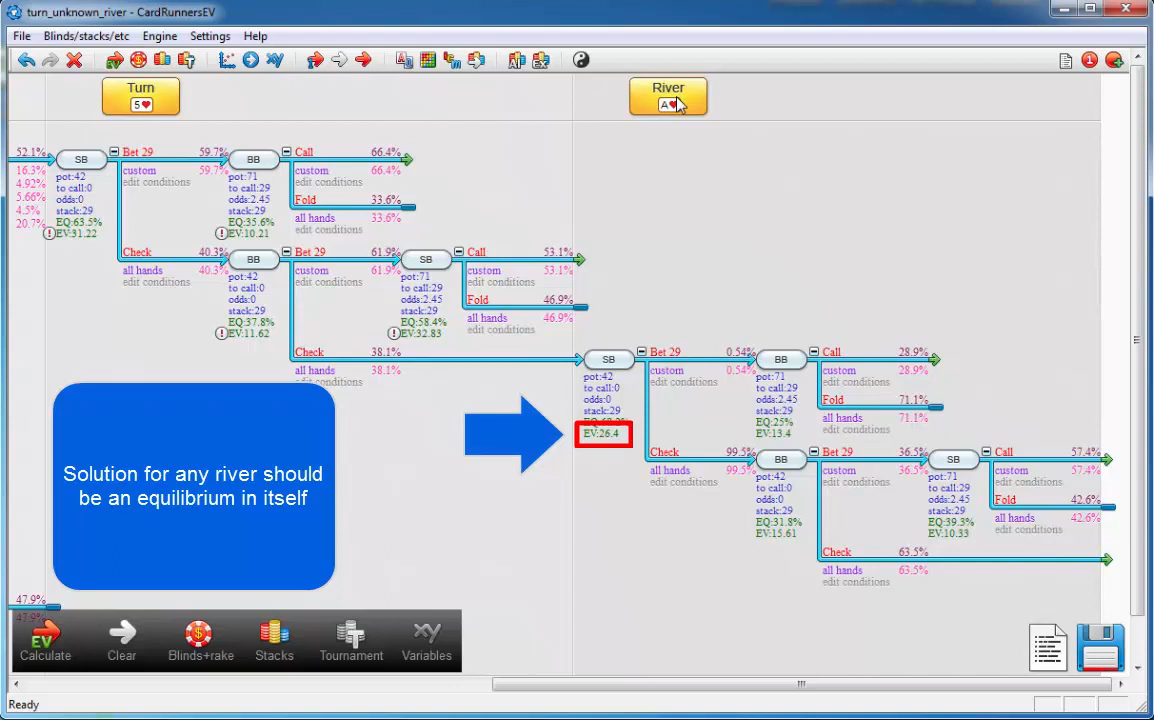 turn_unknown_river - CardRunnersEV
File Blinds/stacks/etc Engine Settings Help
Turn
5♥
River
A♥
52.1%
16.3%
4.92%
5.66%
4.5%
20.7%
SB
pot:42
to call:0
odds:0
stack:29
EQ:63.5%
EV:31.22
Bet 29 59.7%
custom 59.7%
edit conditions
BB
pot:71
to call:29
odds:2.45
stack:29
EQ:35.6%
EV:10.21
Call 66.4%
custom 66.4%
edit conditions
Fold 33.6%
all hands 33.6%
edit conditions
Check 40.3%
all hands 40.3%
edit conditions
BB
pot:42
to call:0
odds:0
stack:29
EQ:37.8%
EV:11.62
Bet 29 61.9%
custom 61.9%
edit conditions
SB
pot:71
to call:29
odds:2.45
stack:29
EQ:58.4%
EV:32.83
Call 53.1%
custom 53.1%
edit conditions
Fold 46.9%
all hands 46.9%
edit conditions
Check 38.1%
all hands 38.1%
edit conditions
SB
pot:42
to call:0
odds:0
stack:29
EV:26.4
Bet 29 0.54%
custom 0.54%
edit conditions
BB
pot:71
to call:29
odds:2.45
stack:29
EQ:25%
EV:13.4
Call 28.9%
custom 28.9%
edit conditions
Fold 71.1%
all hands 71.1%
edit conditions
Check 99.5%
all hands 99.5%
edit conditions
BB
pot:42
to call:0
odds:0
stack:29
EQ:31.8%
EV:15.61
Bet 29 36.5%
custom 36.5%
edit conditions
SB
pot:71
to call:29
odds:2.45
stack:29
EQ:39.3%
EV:10.33
Call 57.4%
custom 57.4%
edit conditions
Fold 42.6%
all hands 42.6%
edit conditions
Check 63.5%
all hands 63.5%
edit conditions
Solution for any river should
be an equilibrium in itself
47.9%
47.9%
EV
Calculate Clear Blinds+rake Stacks Tournament Variables
Ready